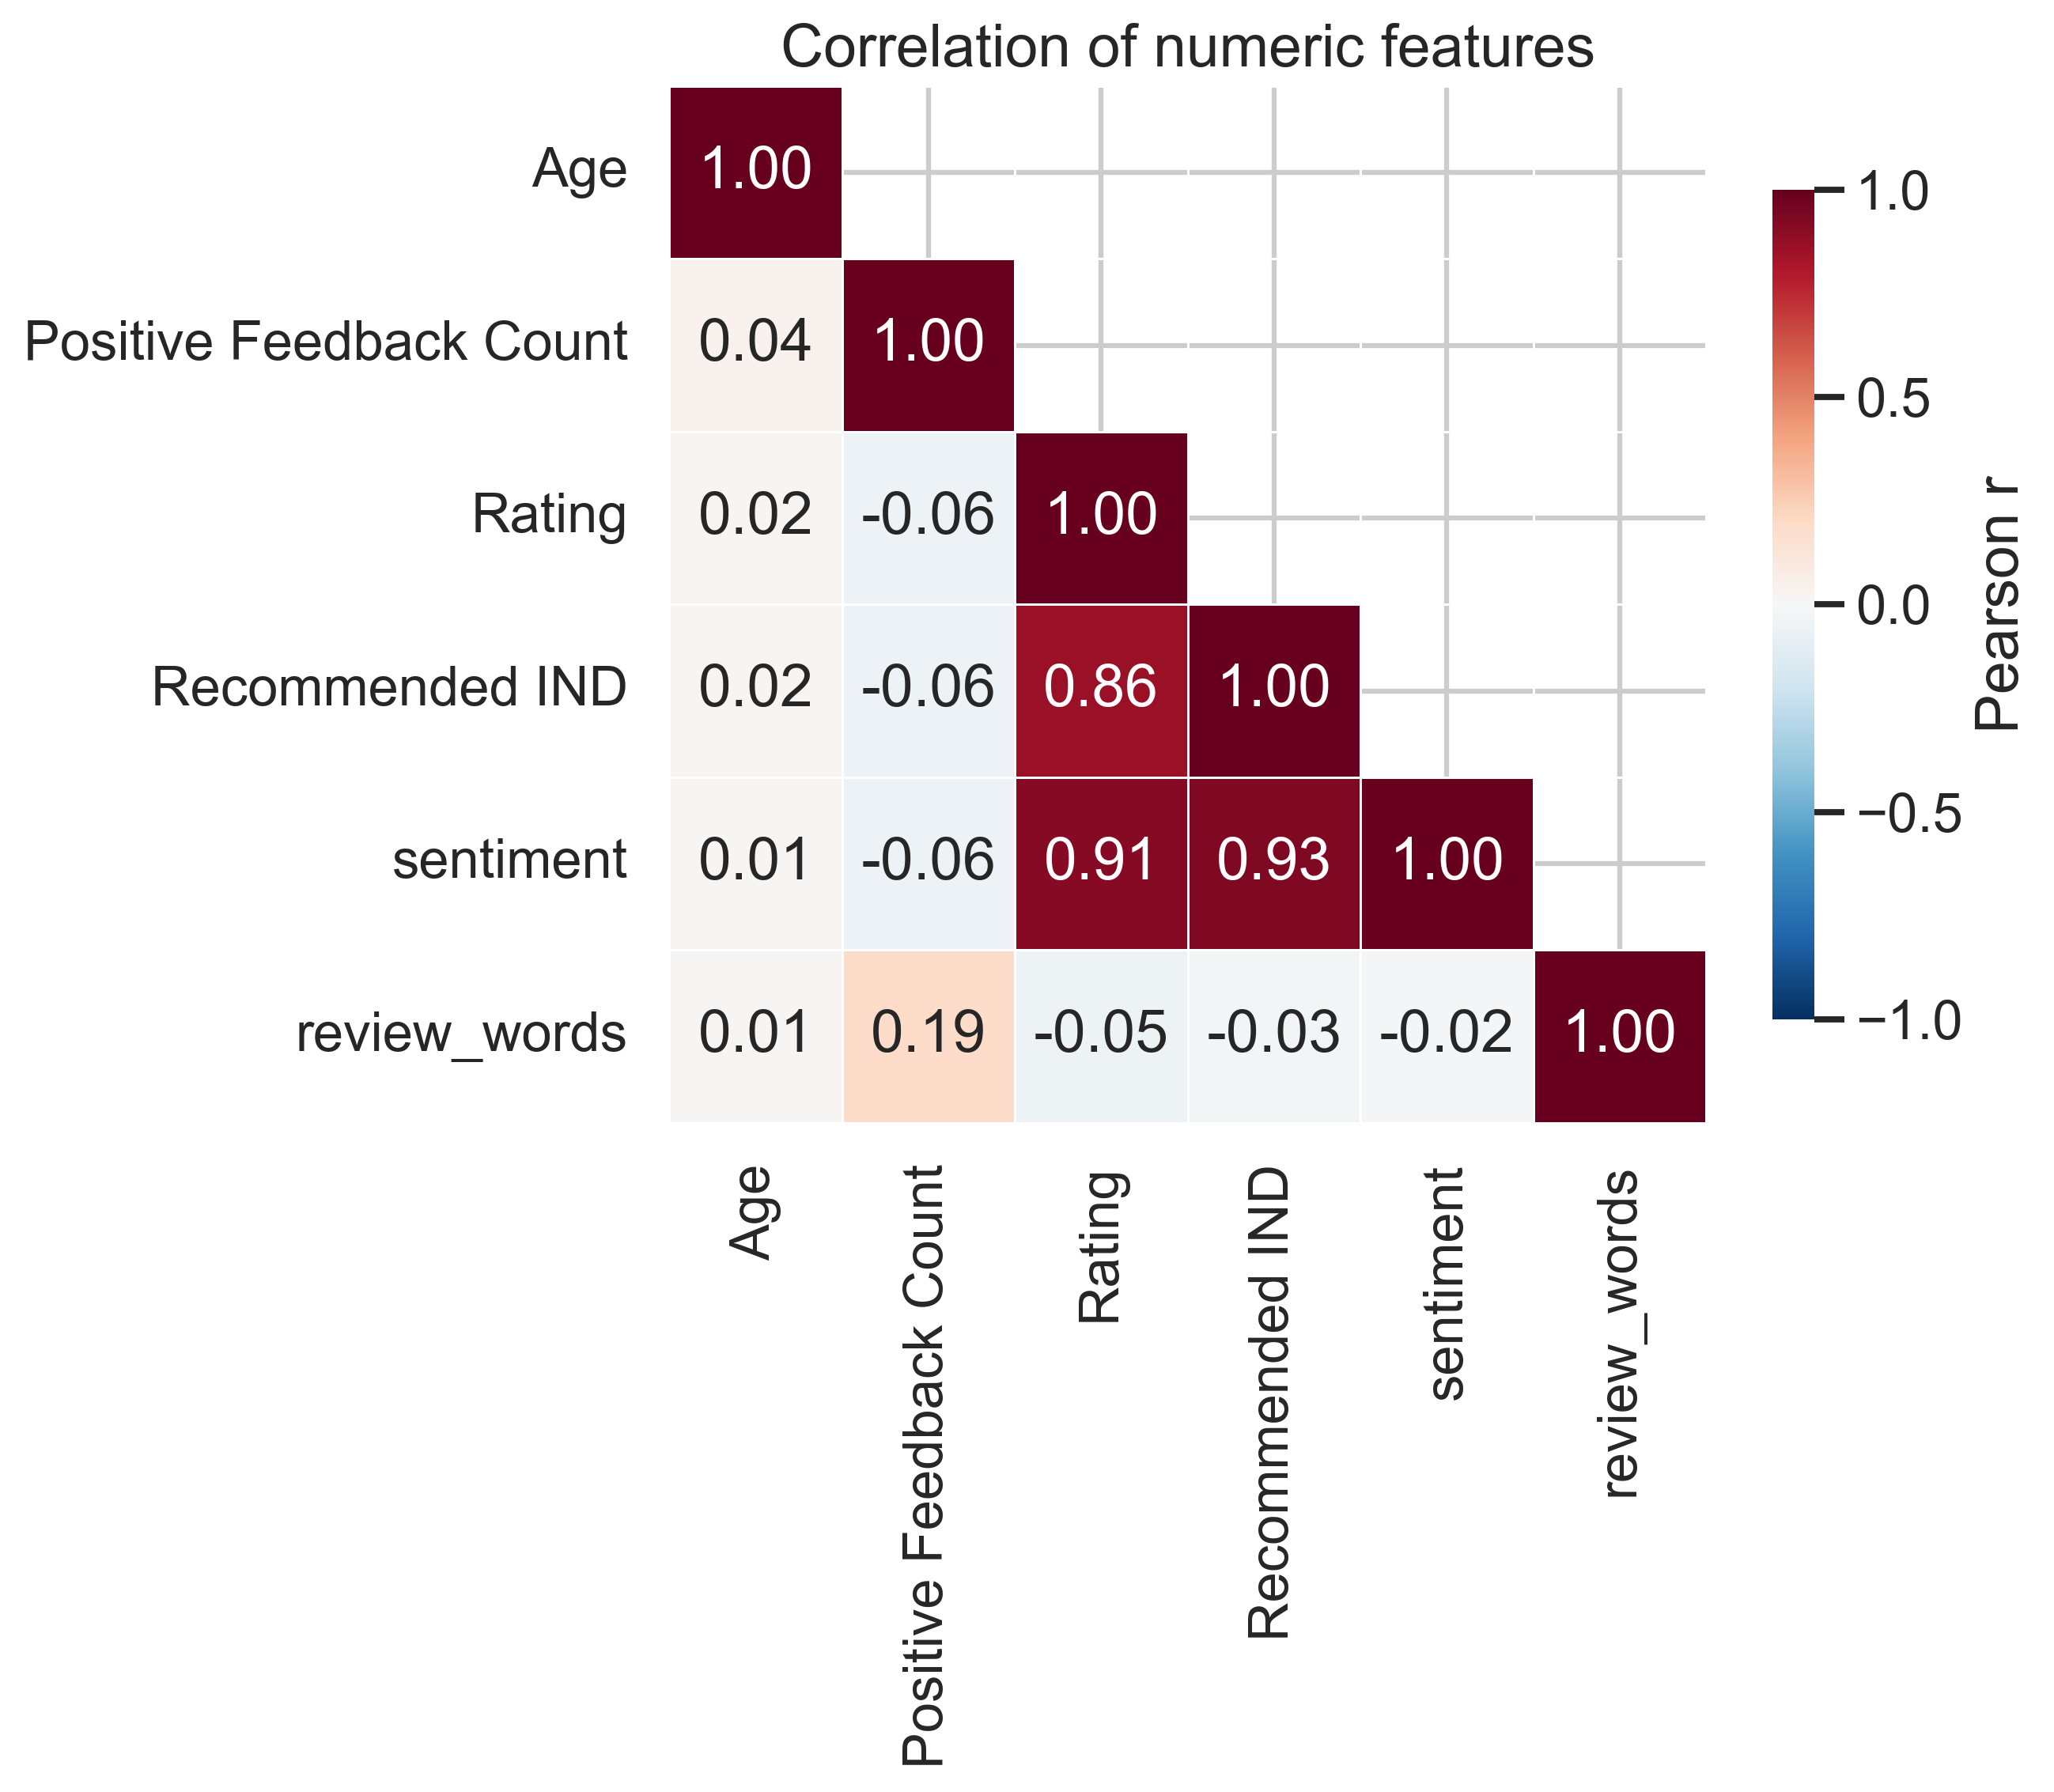 Correlation of numeric features
Age 1.00
Positive Feedback Count 0.04 1.00
Rating 0.02 -0.06 1.00
Recommended IND 0.02 -0.06 0.86 1.00
sentiment 0.01 -0.06 0.91 0.93 1.00
review_words 0.01 0.19 -0.05 -0.03 -0.02 1.00
Age
Positive Feedback Count
Rating
Recommended IND
sentiment
review_words
1.0
0.5
0.0
−0.5
−1.0
Pearson r